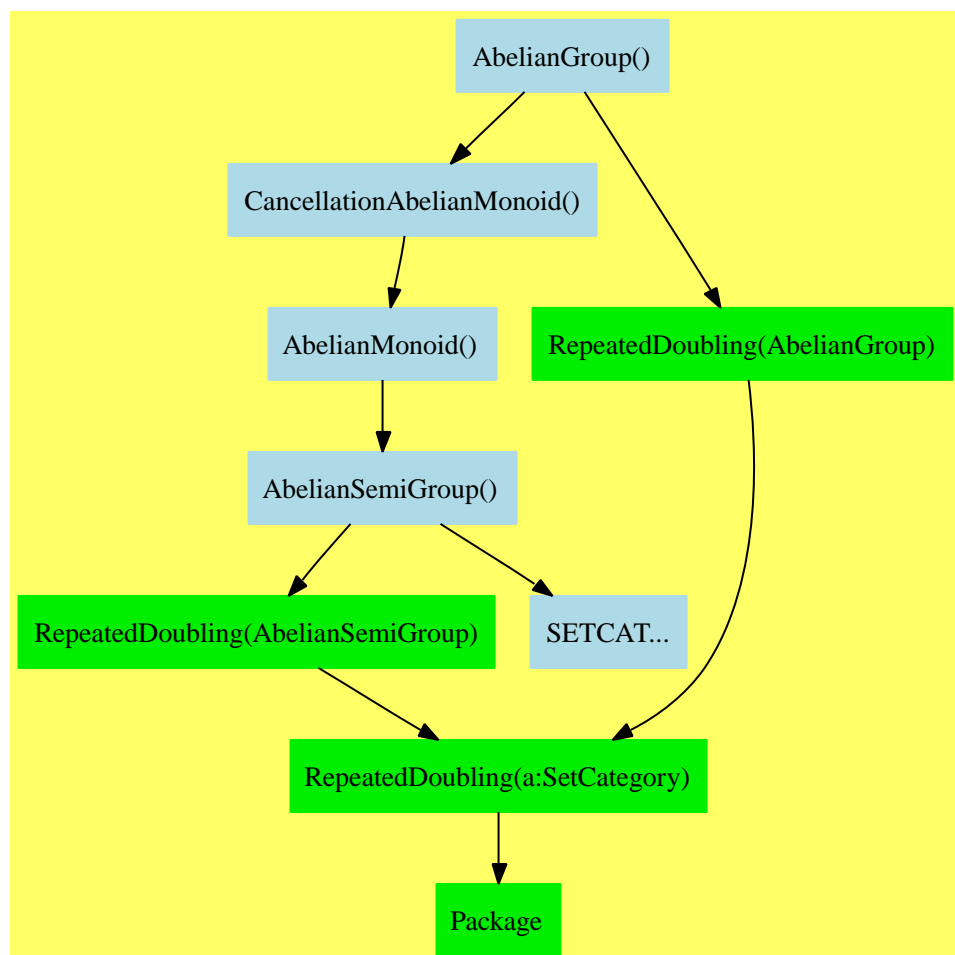 AbelianGroup()
CancellationAbelianMonoid()
AbelianMonoid()
RepeatedDoubling(AbelianGroup)
AbelianSemiGroup()
RepeatedDoubling(AbelianSemiGroup)
SETCAT...
RepeatedDoubling(a:SetCategory)
Package